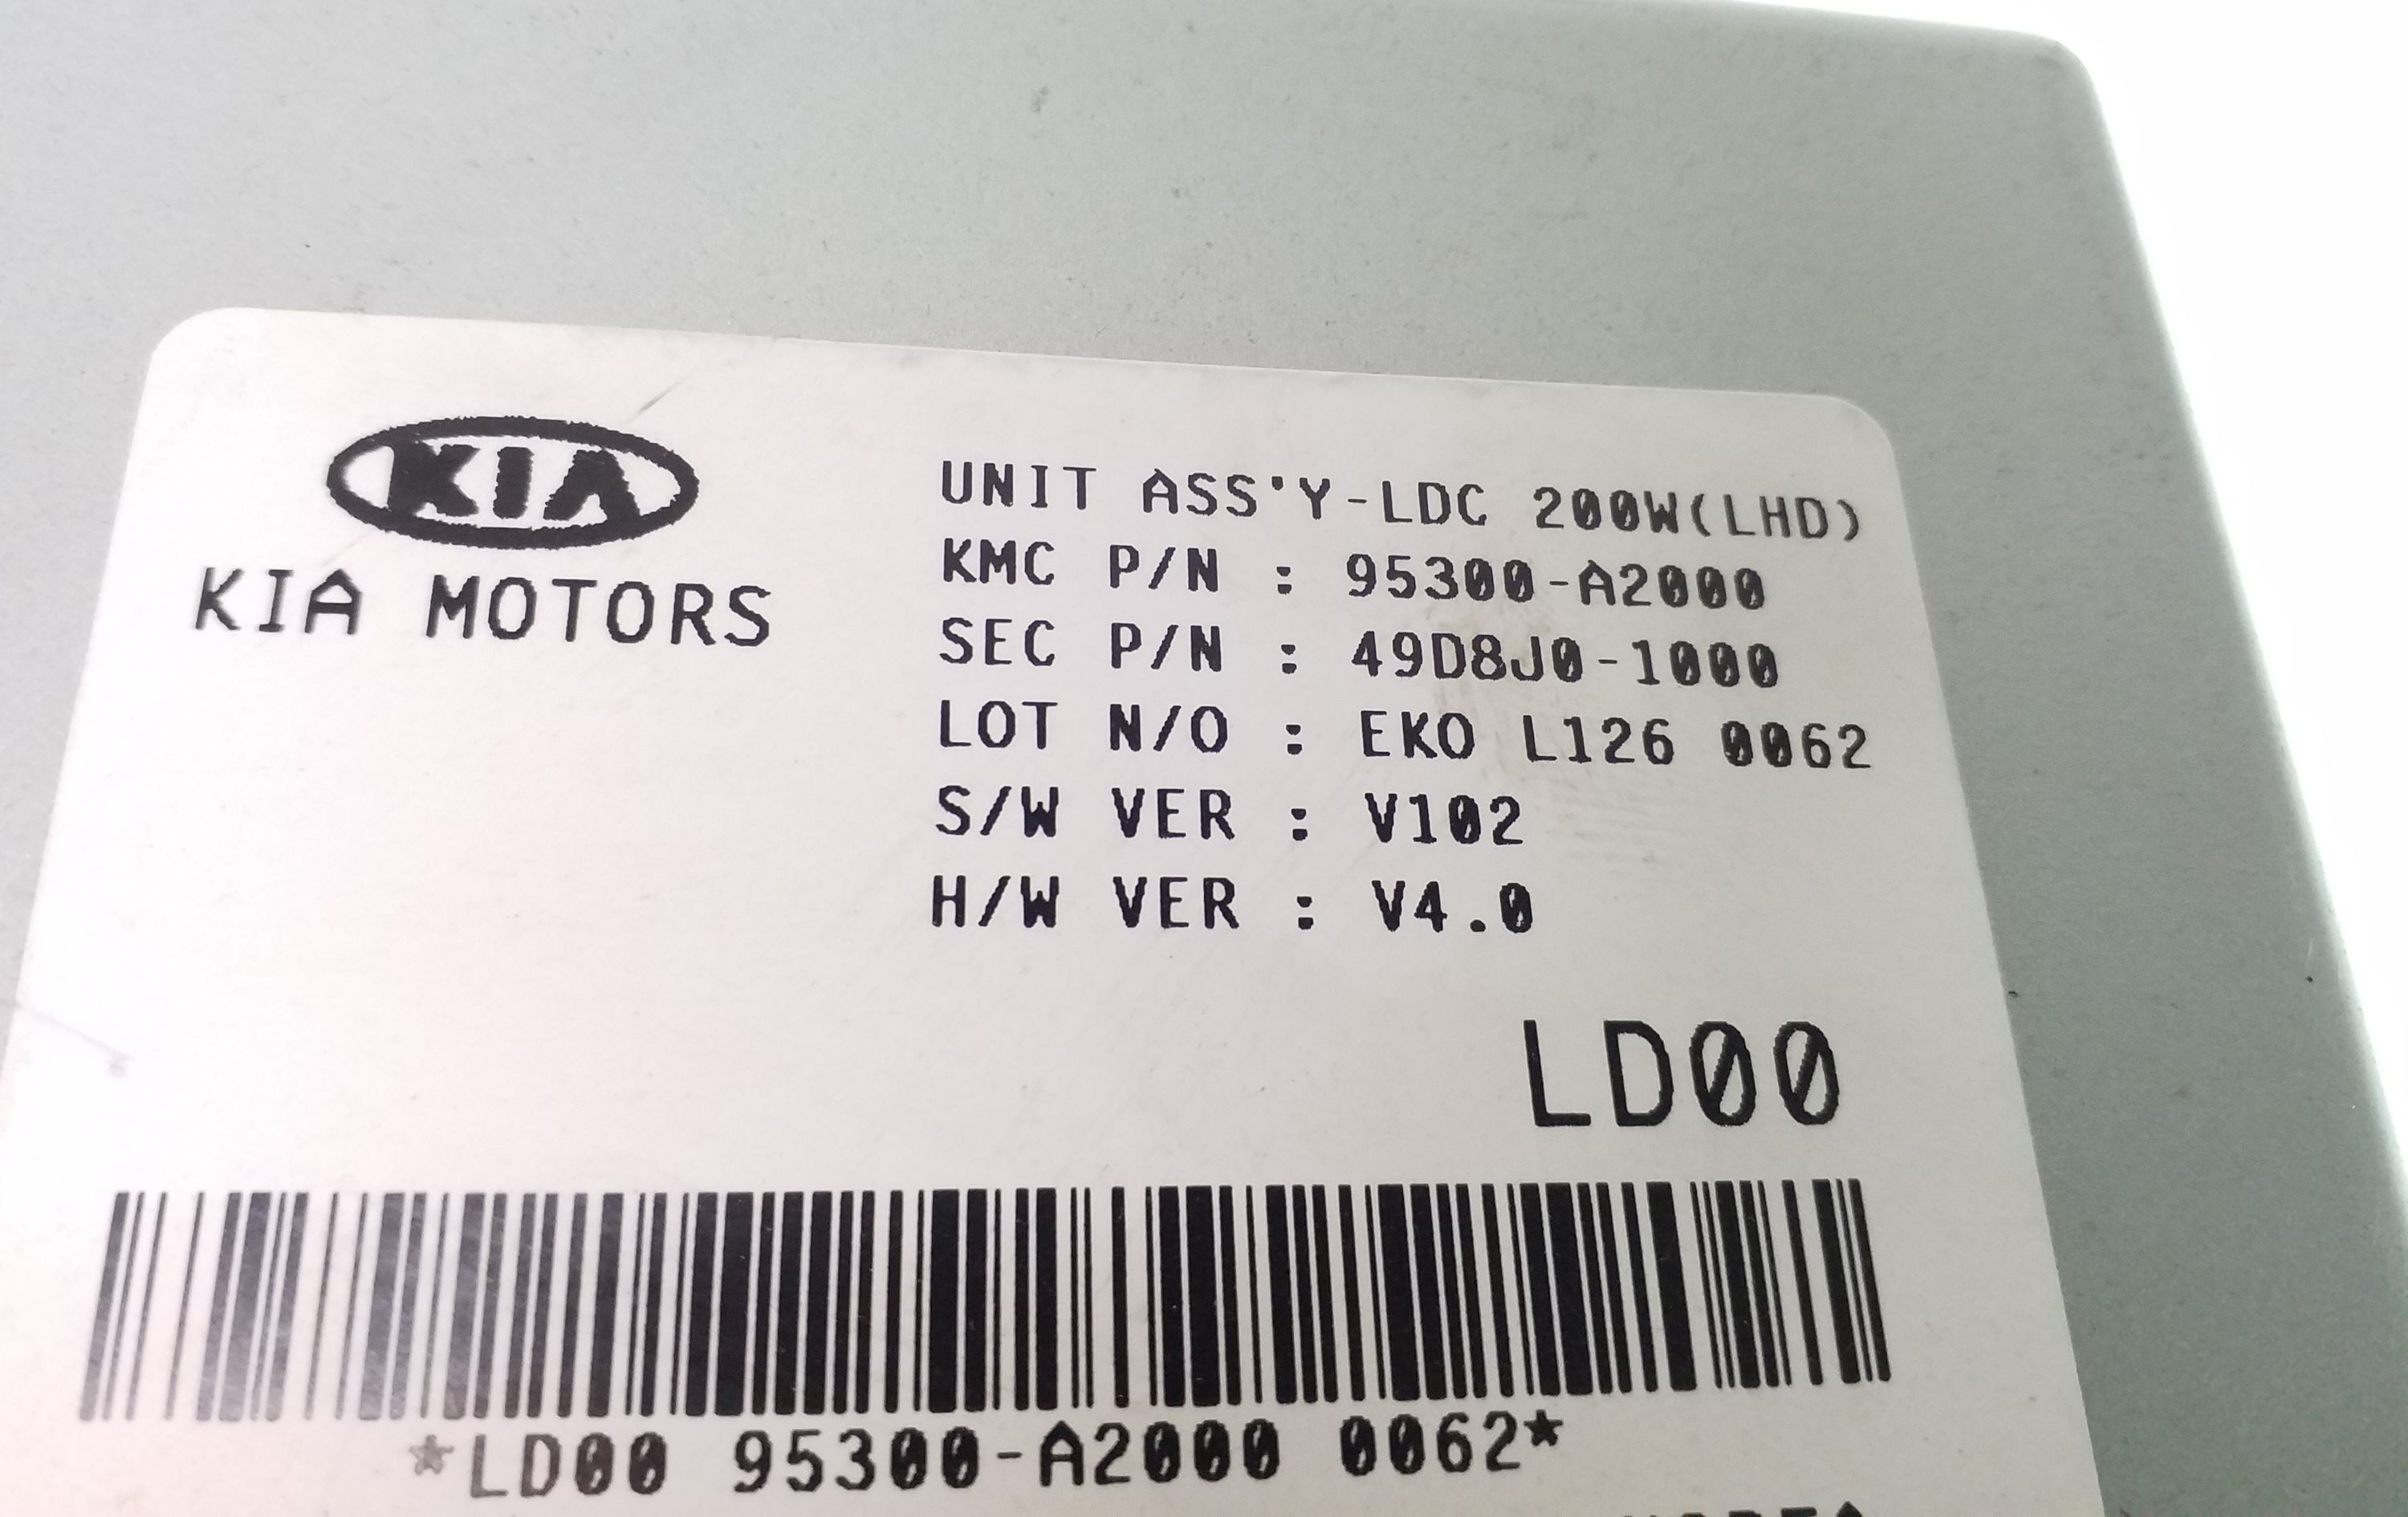 KIA
KIA MOTORS
UNIT ASS'Y-LDC 200W(LHD)
KMC P/N : 95300-A2000
SEC P/N : 49D8J0-1000
LOT N/O : EKO L126 0062
S/W VER : V102
H/W VER : V4.0
LD00
*LD00 95300-A2000 0062*